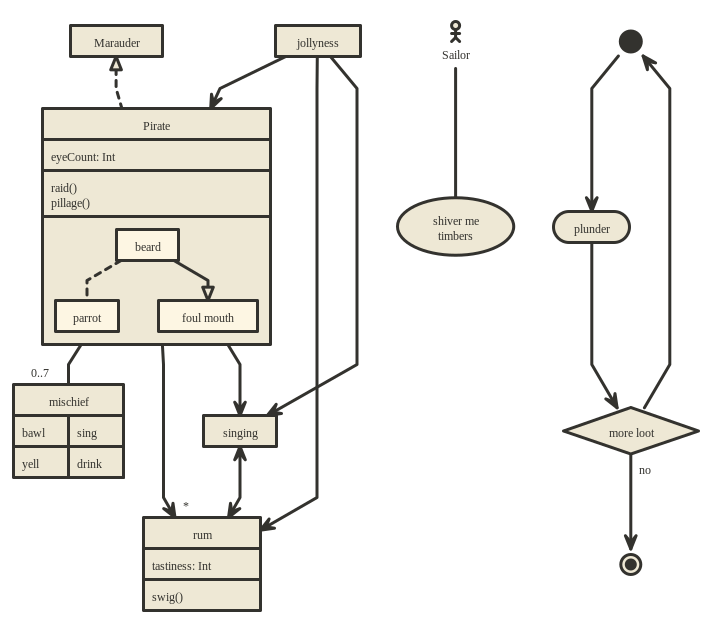 Marauder
jollyness
Sailor
Pirate
eyeCount: Int
raid()
pillage()
beard
parrot
foul mouth
shiver me
timbers
plunder
0..7
mischief
bawl
sing
yell
drink
singing
more loot
no
*
rum
tastiness: Int
swig()